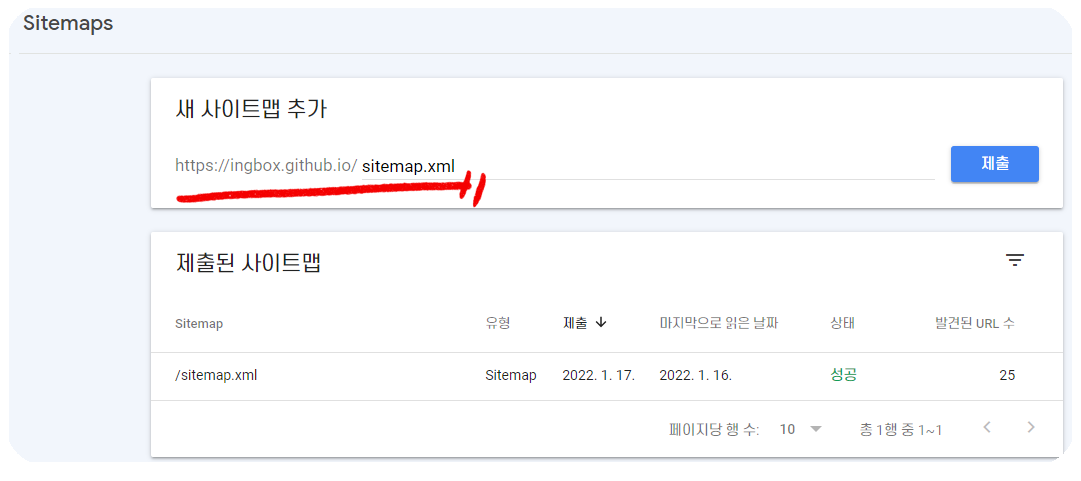 Sitemaps
새 사이트맵 추가
https://ingbox.github.io/ sitemap.xml
제출
제출된 사이트맵
Sitemap 유형 제출 마지막으로 읽은 날짜 상태 발견된 URL 수
/sitemap.xml Sitemap 2022. 1. 17. 2022. 1. 16. 성공 25
페이지당 행 수: 10 총 1행 중 1~1